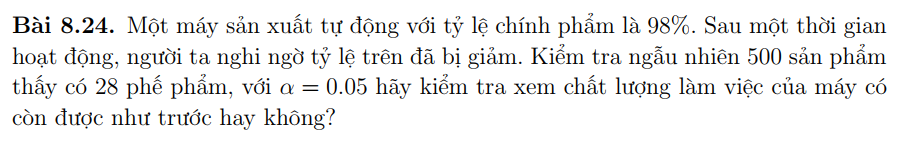 Bài 8.24. Một máy sản xuất tự động với tỷ lệ chính phẩm là 98%. Sau một thời gian
hoạt động, người ta nghi ngờ tỷ lệ trên đã bị giảm. Kiểm tra ngẫu nhiên 500 sản phẩm
thấy có 28 phế phẩm, với α = 0.05 hãy kiểm tra xem chất lượng làm việc của máy có
còn được như trước hay không?